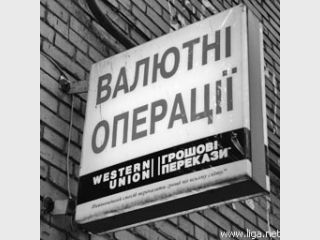 ВАЛЮТНІ
ОПЕРАЦІЇ
WESTERN UNION ГРОШОВІ ПЕРЕКАЗИ
www.liga.net